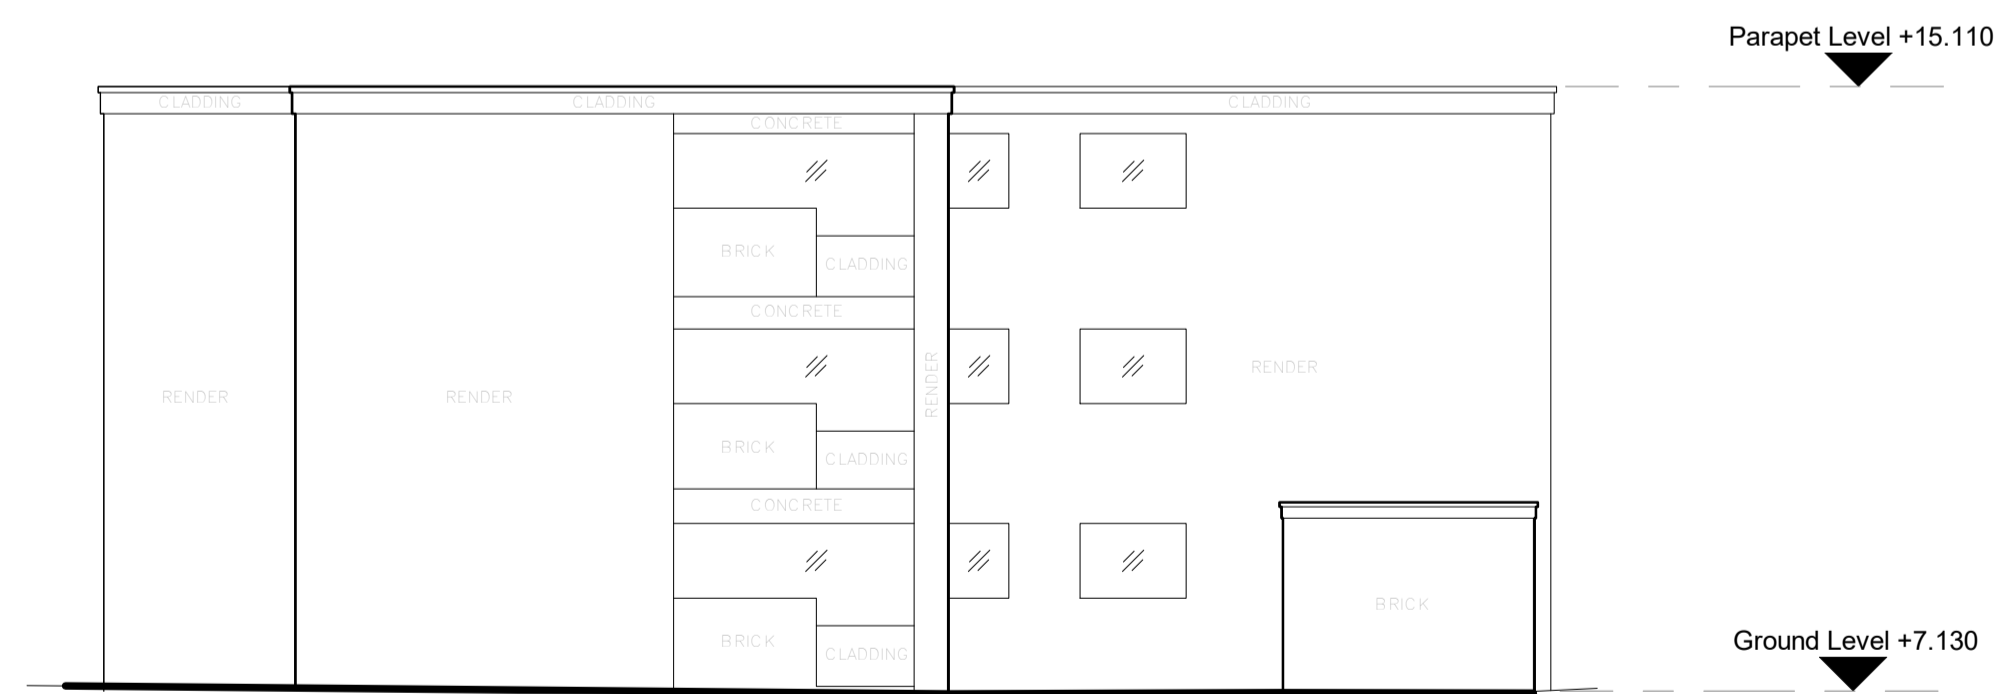 Parapet Level +15.110
CLADDING
CLADDING
CLADDING
CONCRETE
BRICK
CLADDING
CONCRETE
RENDER
RENDER
RENDER
RENDER
BRICK
CLADDING
CONCRETE
BRICK
BRICK
CLADDING
Ground Level +7.130